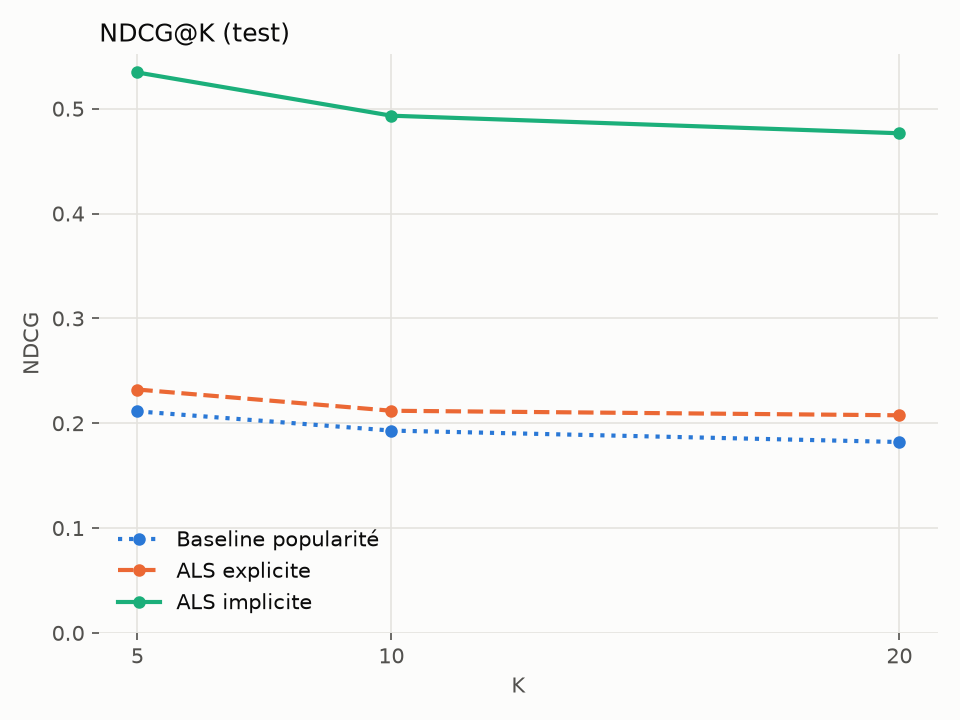 NDCG@K (test)
NDCG
0.5
0.4
0.3
0.2
0.1
0.0
Baseline popularité
ALS explicite
ALS implicite
5 10 20
K